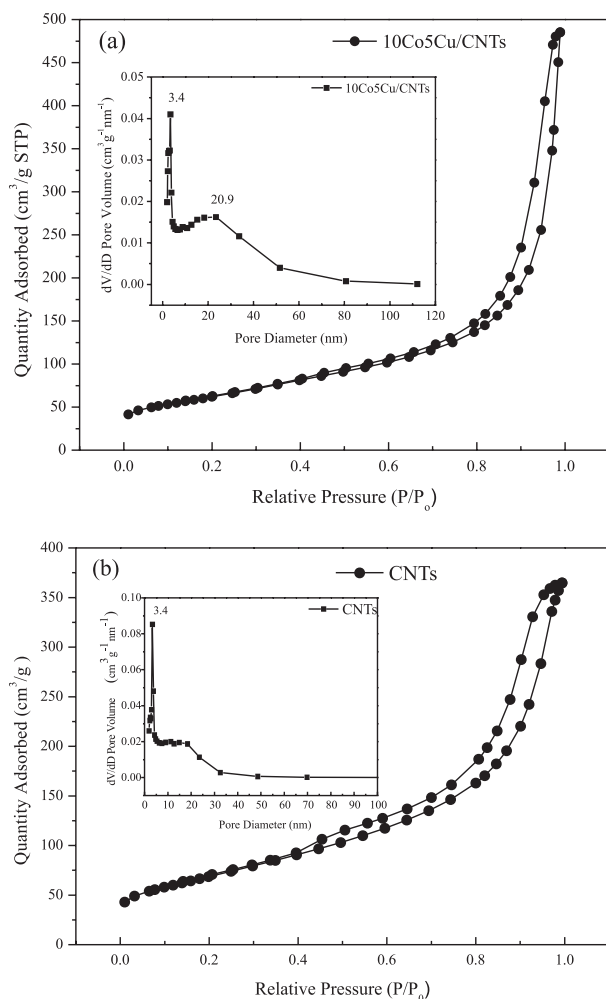 (a)
10Co5Cu/CNTs
500
450
400
350
300
250
200
150
100
50
0
Quantity Adsorbed (cm³/g STP)
0.0 0.2 0.4 0.6 0.8 1.0
Relative Pressure (P/P₀)
10Co5Cu/CNTs
3.4
20.9
0.05
0.04
0.03
0.02
0.01
0.00
dV/dD Pore Volume (cm³g⁻¹nm⁻¹)
0 20 40 60 80 100 120
Pore Diameter (nm)
(b)
CNTs
400
350
300
250
200
150
100
50
0
Quantity Adsorbed (cm³/g )
0.0 0.2 0.4 0.6 0.8 1.0
Relative Pressure (P/P₀)
CNTs
3.4
0.10
0.08
0.06
0.04
0.02
0.00
dV/dD Pore Volume (cm³g⁻¹nm⁻¹)
0 10 20 30 40 50 60 70 80 90 100
Pore Diameter (nm)